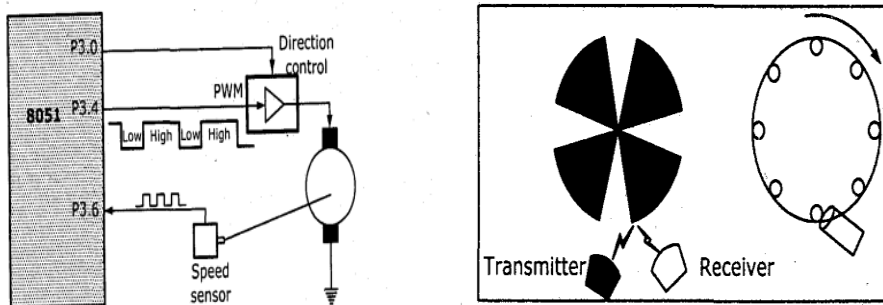 P3.0
Direction
control
PWM
8051
P3.4
Low High Low High
P3.6
Speed
sensor
Transmitter
Receiver